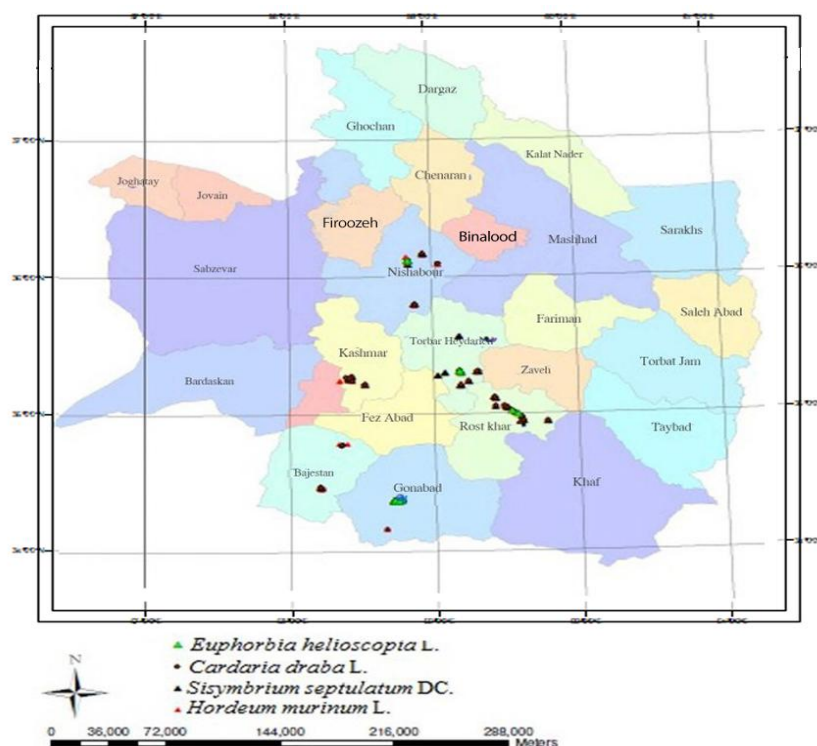 Dargaz
Ghochan
Kalat Nader
Chenaran
Joghatay
Jovain
Firoozeh
Binalood
Mashhad
Sarakhs
Sabzevar
Nishabour
Saleh Abad
Fariman
Torbar Heydarieh
Kashmar
Torbat Jam
Zaveh
Bardaskan
Fez Abad
Rost khar
Taybad
Bajestan
Gonabad
Khaf
Euphorbia helioscopia L.
N
Cardaria draba L.
Sisymbrium septulatum DC.
Hordeum murinum L.
0 36,000 72,000 144,000 216,000 288,000
Meters